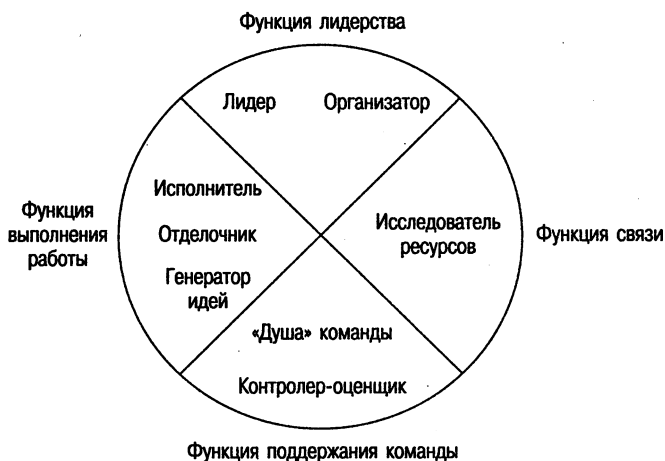 Функция лидерства
Лидер Организатор
Функция
выполнения
работы
Исполнитель
Отделочник
Генератор
идей
Исследователь
ресурсов
Функция связи
«Душа» команды
Контролер-оценщик
Функция поддержания команды